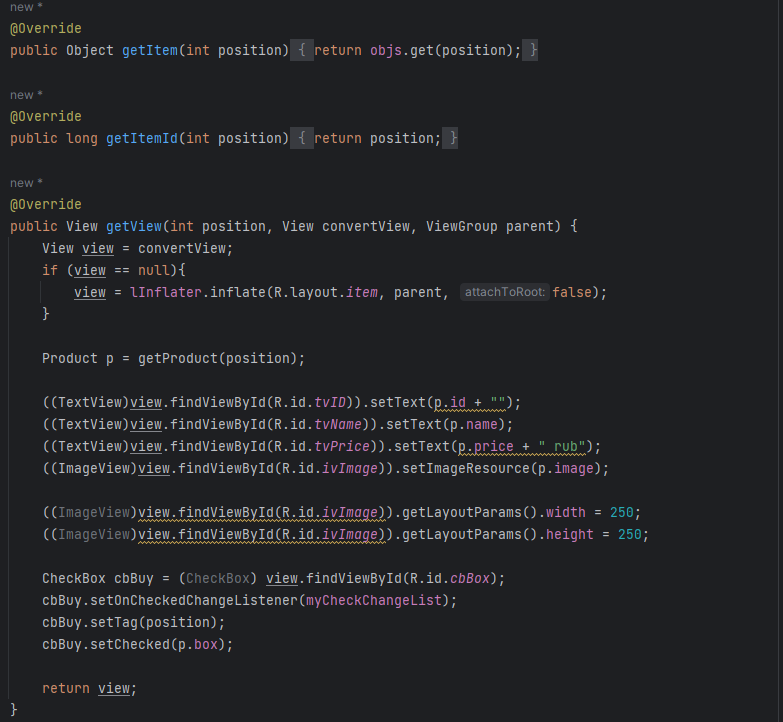 new *
@Override
public Object getItem(int position) { return objs.get(position); }
new *
@Override
public long getItemId(int position) { return position; }
new *
@Override
public View getView(int position, View convertView, ViewGroup parent) {
View view = convertView;
if (view == null){
view = lInflater.inflate(R.layout.item, parent, attachToRoot: false);
}
Product p = getProduct(position);
((TextView)view.findViewById(R.id.tvID)).setText(p.id + "");
((TextView)view.findViewById(R.id.tvName)).setText(p.name);
((TextView)view.findViewById(R.id.tvPrice)).setText(p.price + " rub");
((ImageView)view.findViewById(R.id.ivImage)).setImageResource(p.image);
((ImageView)view.findViewById(R.id.ivImage)).getLayoutParams().width = 250;
((ImageView)view.findViewById(R.id.ivImage)).getLayoutParams().height = 250;
CheckBox cbBuy = (CheckBox) view.findViewById(R.id.cbBox);
cbBuy.setOnCheckedChangeListener(myCheckChangeList);
cbBuy.setTag(position);
cbBuy.setChecked(p.box);
return view;
}